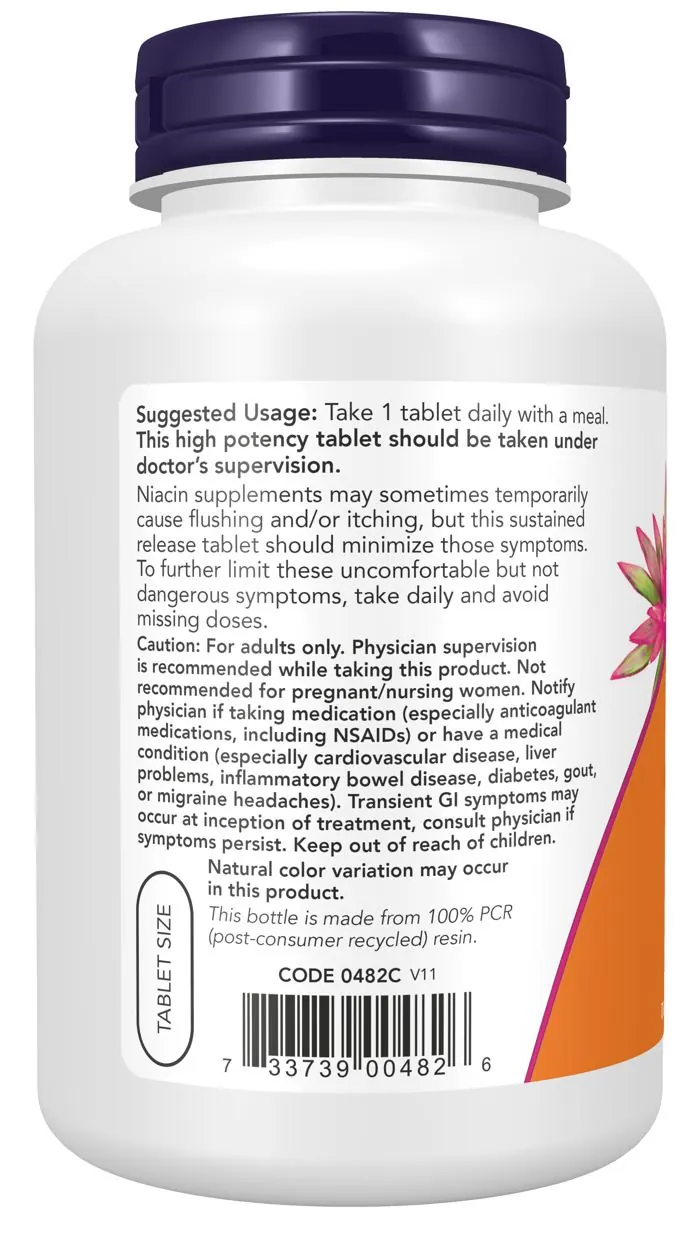 Suggested Usage: Take 1 tablet daily with a meal.
This high potency tablet should be taken under
doctor's supervision.
Niacin supplements may sometimes temporarily
cause flushing and/or itching, but this sustained
release tablet should minimize those symptoms.
To further limit these uncomfortable but not
dangerous symptoms, take daily and avoid
missing doses.
Caution: For adults only. Physician supervision
is recommended while taking this product. Not
recommended for pregnant/nursing women. Notify
physician if taking medication (especially anticoagulant
medications, including NSAIDs) or have a medical
condition (especially cardiovascular disease, liver
problems, inflammatory bowel disease, diabetes, gout,
or migraine headaches). Transient GI symptoms may
occur at inception of treatment, consult physician if
symptoms persist. Keep out of reach of children.
Natural color variation may occur
in this product.
This bottle is made from 100% PCR
(post-consumer recycled) resin.
TABLET SIZE
CODE 0482C V11
7 33739 00482 6